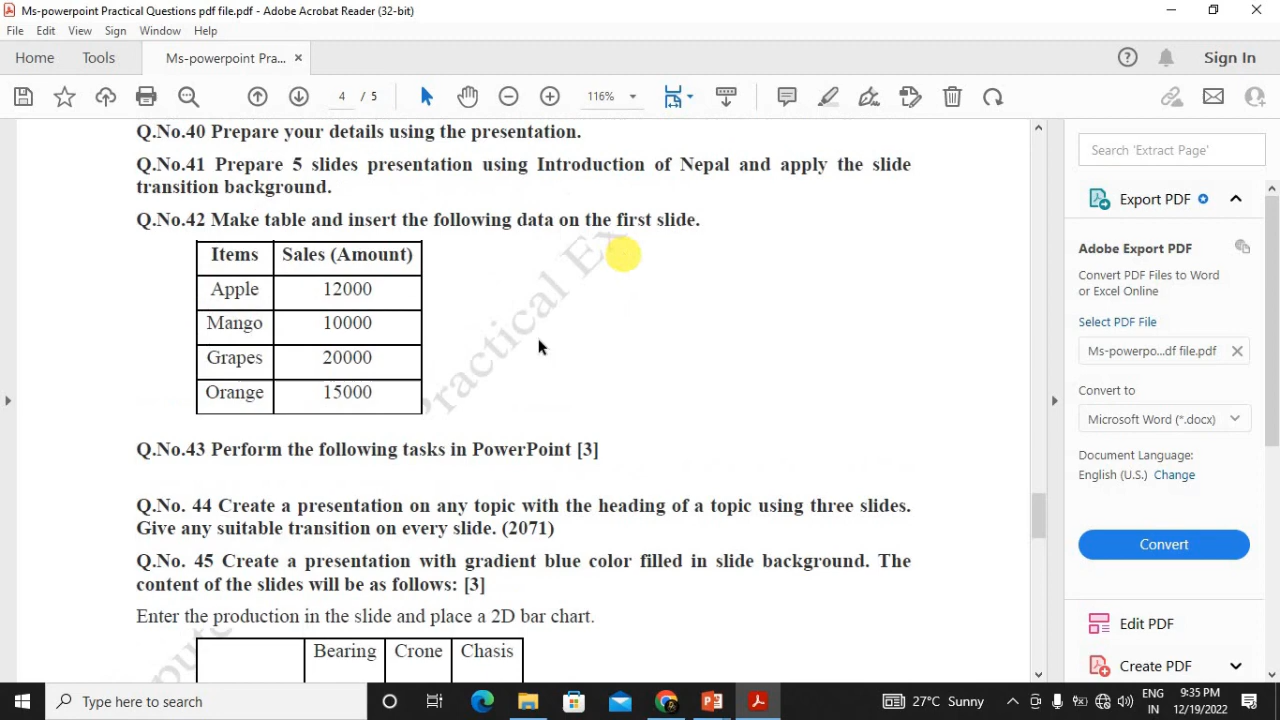 Ms-powerpoint Practical Questions pdf file.pdf - Adobe Acrobat Reader (32-bit)
File Edit View Sign Window Help
Home Tools Ms-powerpoint Pra... × Sign In
4 / 5 116%
Q.No.40 Prepare your details using the presentation.
Q.No.41 Prepare 5 slides presentation using Introduction of Nepal and apply the slide
transition background.
Q.No.42 Make table and insert the following data on the first slide.
Items Sales (Amount)
Apple 12000
Mango 10000
Grapes 20000
Orange 15000
Practical Ex
Q.No.43 Perform the following tasks in PowerPoint [3]
Q.No. 44 Create a presentation on any topic with the heading of a topic using three slides.
Give any suitable transition on every slide. (2071)
Q.No. 45 Create a presentation with gradient blue color filled in slide background. The
content of the slides will be as follows: [3]
Enter the production in the slide and place a 2D bar chart.
Bearing Crone Chasis
Search 'Extract Page'
Export PDF
Adobe Export PDF
Convert PDF Files to Word
or Excel Online
Select PDF File
Ms-powerpo...df file.pdf
Convert to
Microsoft Word (*.docx)
Document Language:
English (U.S.) Change
Convert
Edit PDF
Create PDF
Type here to search
27°C Sunny
ENG
IN
9:35 PM
12/19/2022